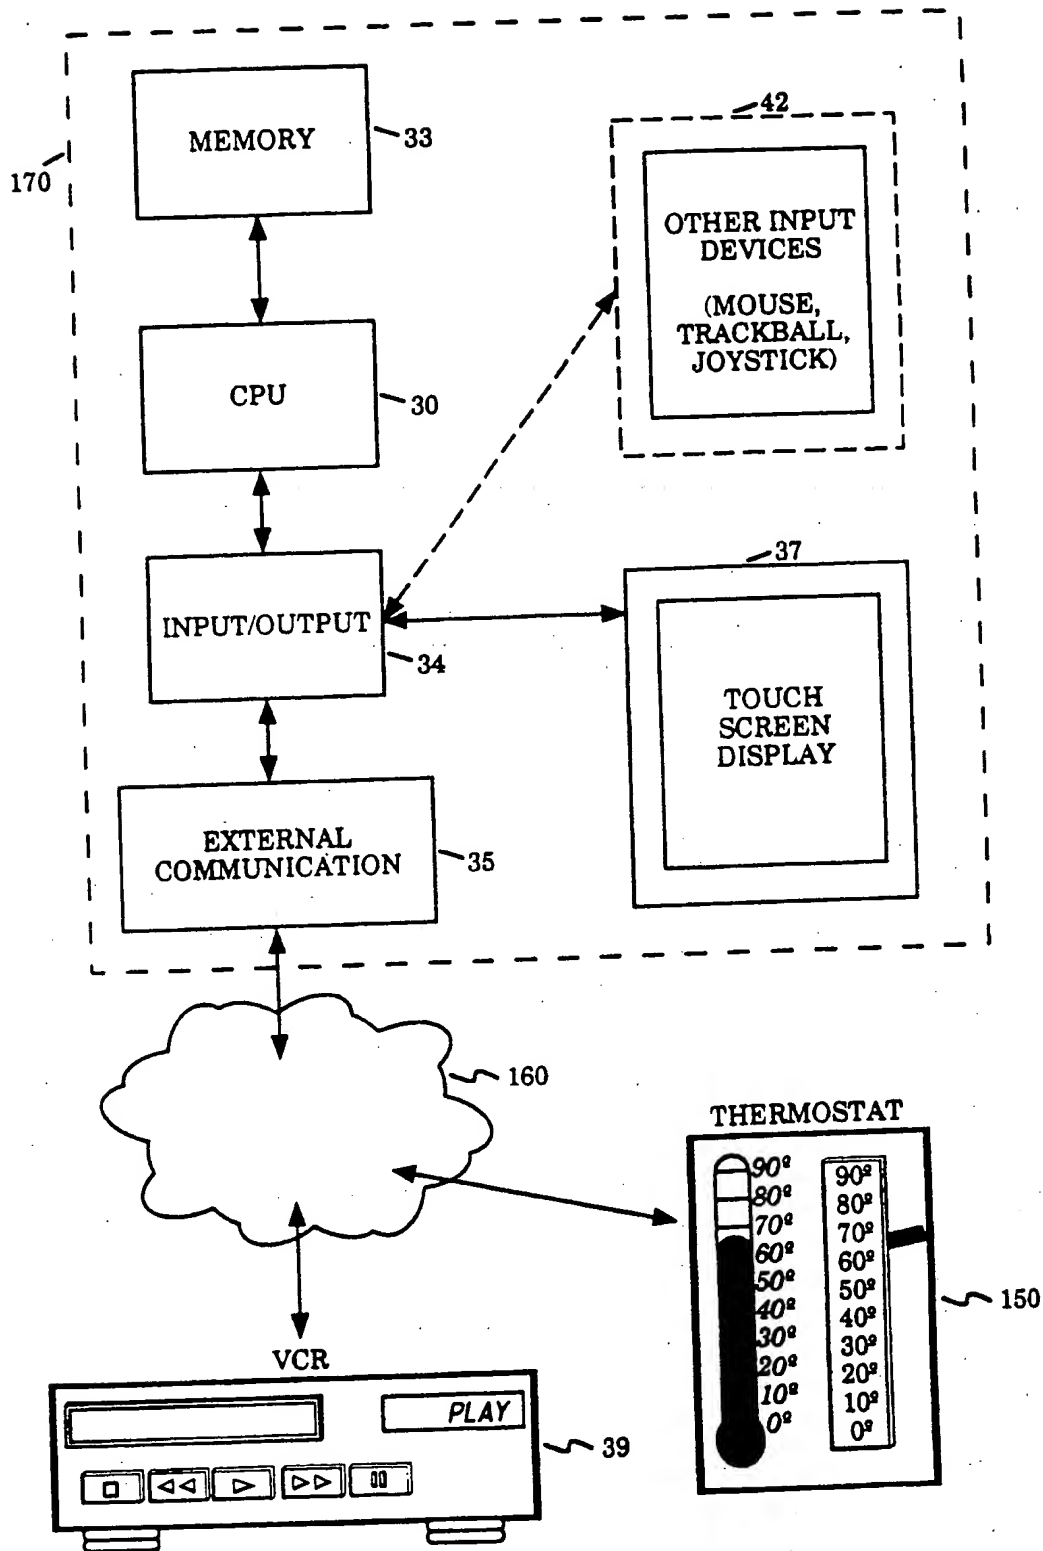 170
MEMORY
33
42
OTHER INPUT
DEVICES
(MOUSE,
TRACKBALL,
JOYSTICK)
CPU
30
INPUT/OUTPUT
34
37
TOUCH
SCREEN
DISPLAY
EXTERNAL
COMMUNICATION
35
160
THERMOSTAT
90º
80º
70º
60º
50º
40º
30º
20º
10º
0º
90º
80º
70º
60º
50º
40º
30º
20º
10º
0º
150
VCR
PLAY
39